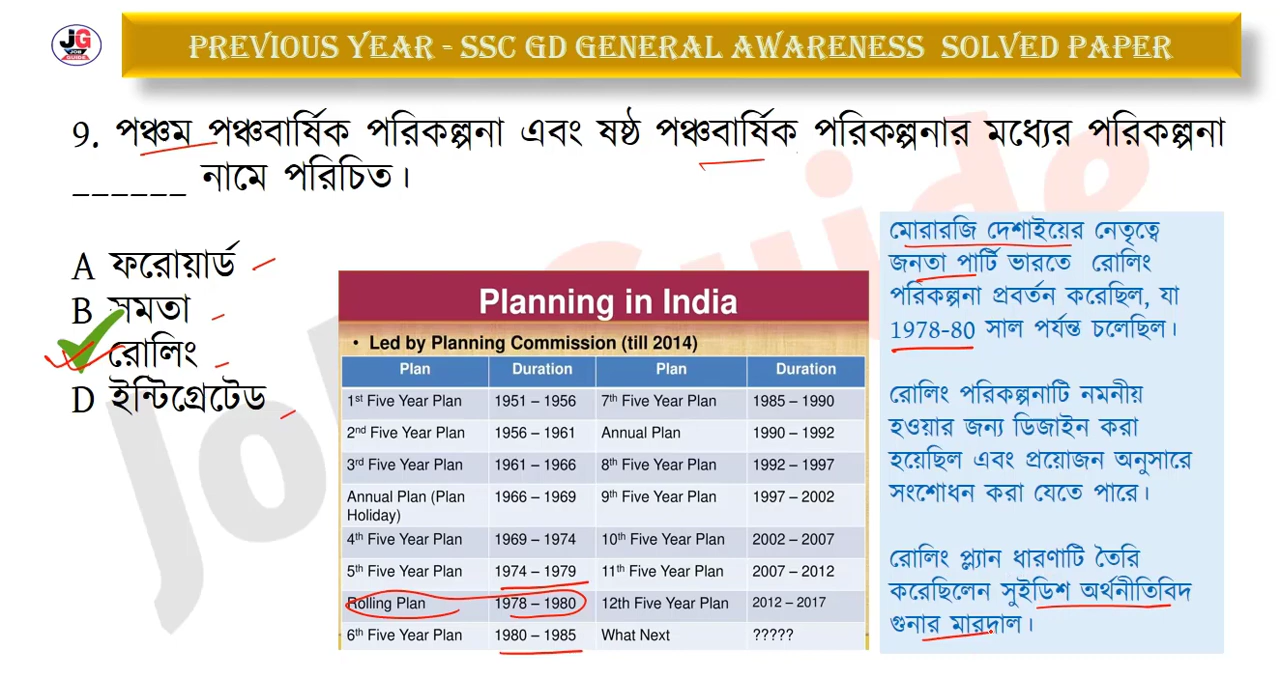 JG
JOB
GUIDE
PREVIOUS YEAR - SSC GD GENERAL AWARENESS SOLVED PAPER
9. পঞ্চম পঞ্চবার্ষিক পরিকল্পনা এবং ষষ্ঠ পঞ্চবার্ষিক পরিকল্পনার মধ্যের পরিকল্পনা
______ নামে পরিচিত।
A ফরোয়ার্ড
B সমতা
রোলিং
D ইন্টিগ্রেটেড
Planning in India
• Led by Planning Commission (till 2014)
Plan Duration Plan Duration
1st Five Year Plan 1951 – 1956 7th Five Year Plan 1985 – 1990
2nd Five Year Plan 1956 – 1961 Annual Plan 1990 – 1992
3rd Five Year Plan 1961 – 1966 8th Five Year Plan 1992 – 1997
Annual Plan (Plan 1966 – 1969 9th Five Year Plan 1997 – 2002
Holiday)
4th Five Year Plan 1969 – 1974 10th Five Year Plan 2002 – 2007
5th Five Year Plan 1974 – 1979 11th Five Year Plan 2007 – 2012
Rolling Plan 1978 – 1980 12th Five Year Plan 2012 – 2017
6th Five Year Plan 1980 – 1985 What Next ?????
মোরারজি দেশাইয়ের নেতৃত্বে
জনতা পার্টি ভারতে রোলিং
পরিকল্পনা প্রবর্তন করেছিল, যা
1978-80 সাল পর্যন্ত চলেছিল।
রোলিং পরিকল্পনাটি নমনীয়
হওয়ার জন্য ডিজাইন করা
হয়েছিল এবং প্রয়োজন অনুসারে
সংশোধন করা যেতে পারে।
রোলিং প্ল্যান ধারণাটি তৈরি
করেছিলেন সুইডিশ অর্থনীতিবিদ
গুনার মারদাল।
Job Guide